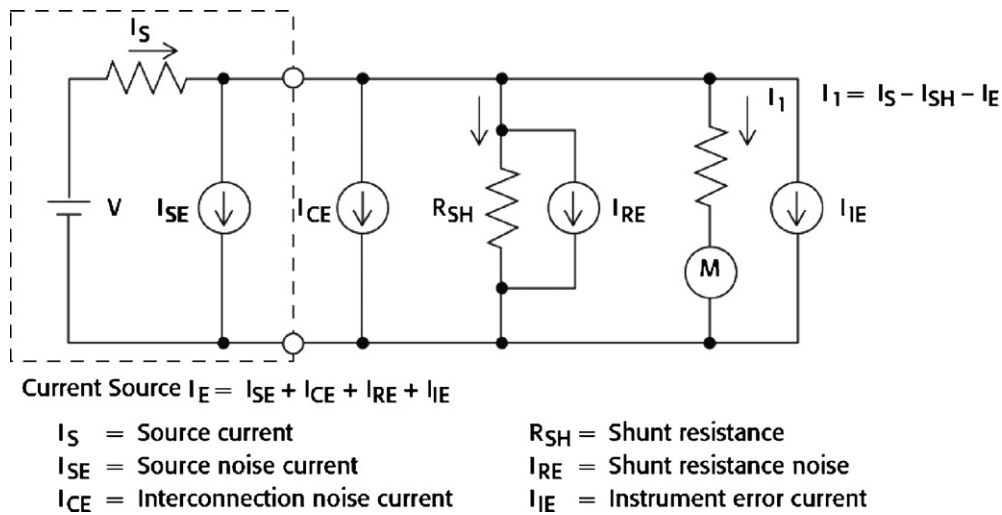 I_S
I_1
I_1 = I_S – I_SH – I_E
V
I_SE
I_CE
R_SH
I_RE
M
I_IE
Current Source I_E = I_SE + I_CE + I_RE + I_IE
I_S = Source current
R_SH = Shunt resistance
I_SE = Source noise current
I_RE = Shunt resistance noise
I_CE = Interconnection noise current
I_IE = Instrument error current